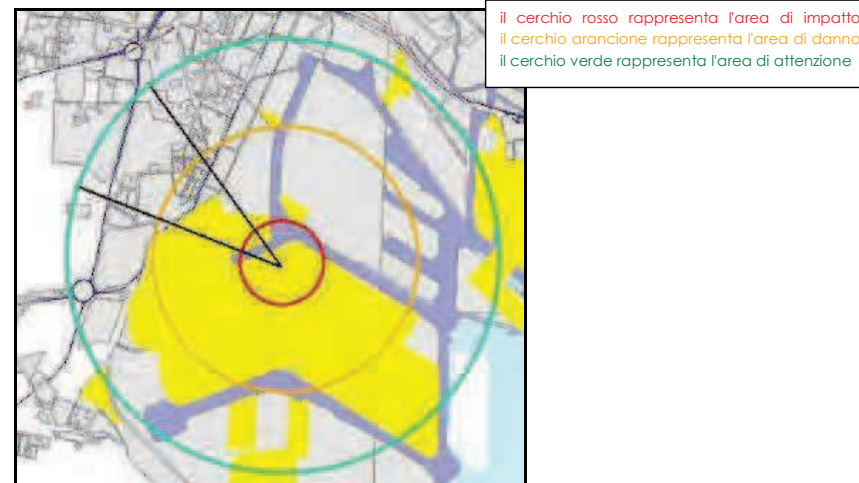 il cerchio rosso rappresenta l'area di impatto
il cerchio arancione rappresenta l'area di danno
il cerchio verde rappresenta l'area di attenzione